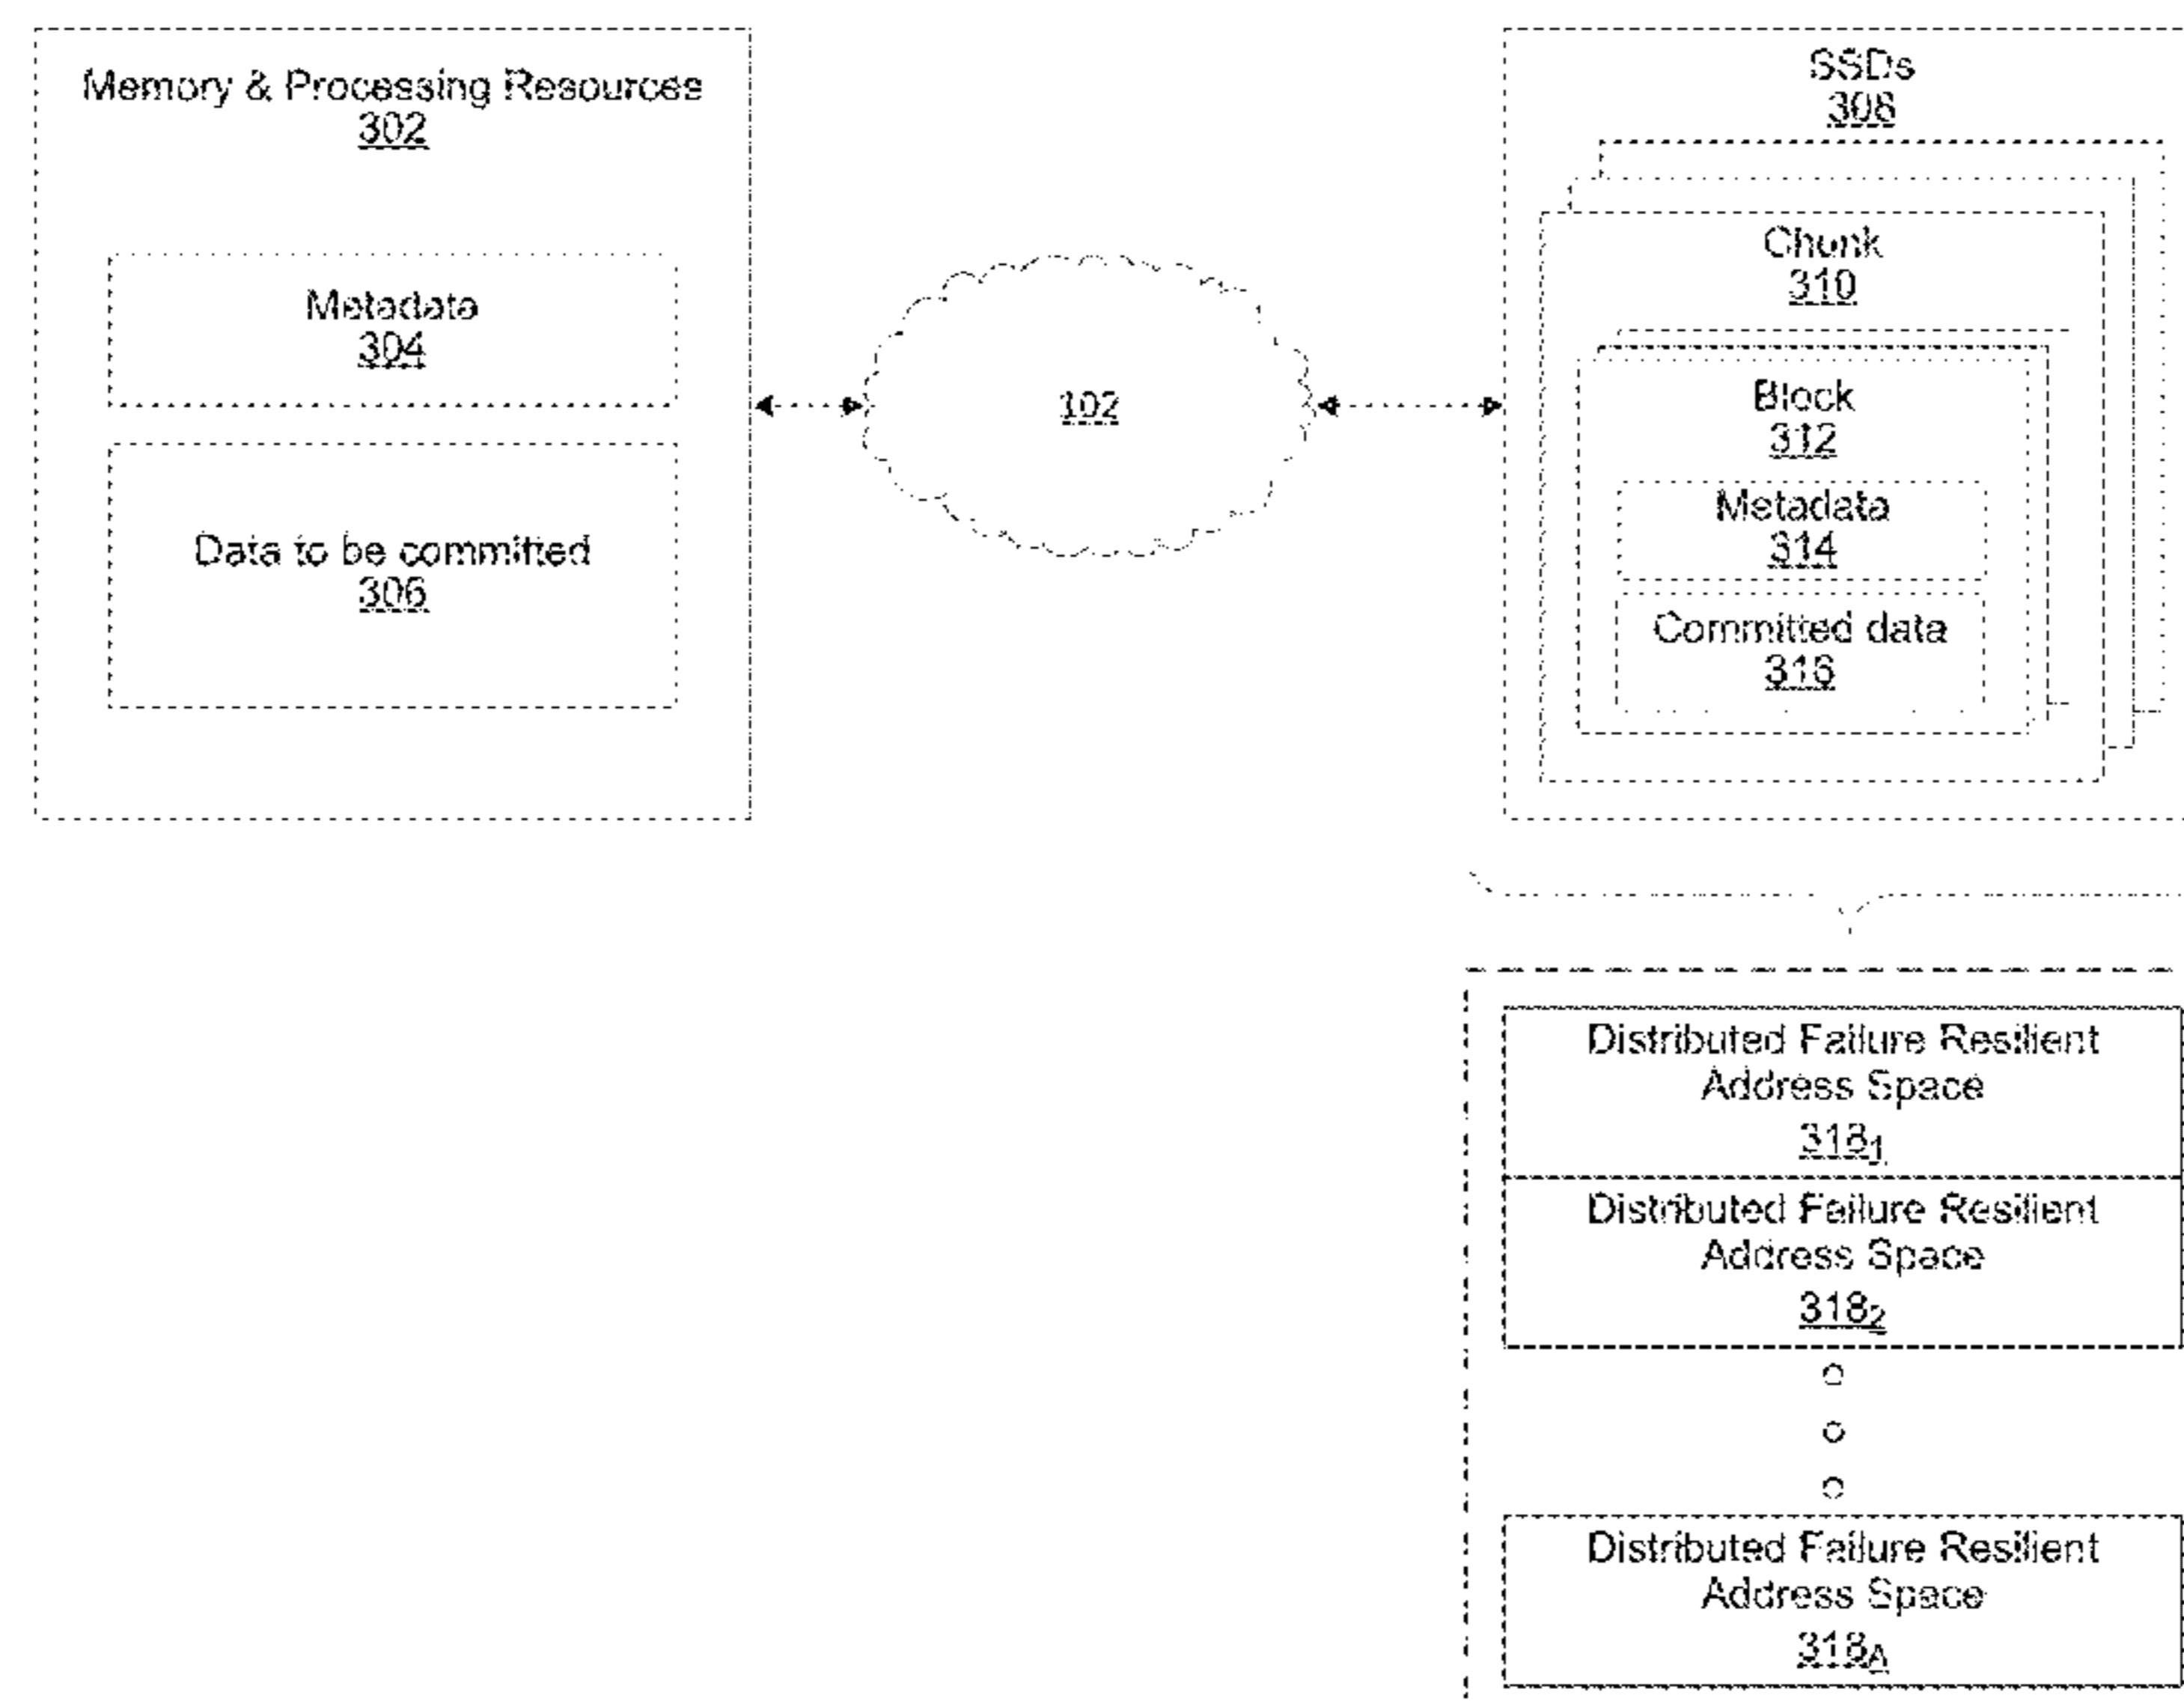 Memory & Processing Resources
302
Metadata
304
Data to be committed
306
102
SSDs
308
Chunk
310
Block
312
Metadata
314
Committed data
316
Distributed Failure Resilient
Address Space
318₁
Distributed Failure Resilient
Address Space
318₂
Distributed Failure Resilient
Address Space
318A